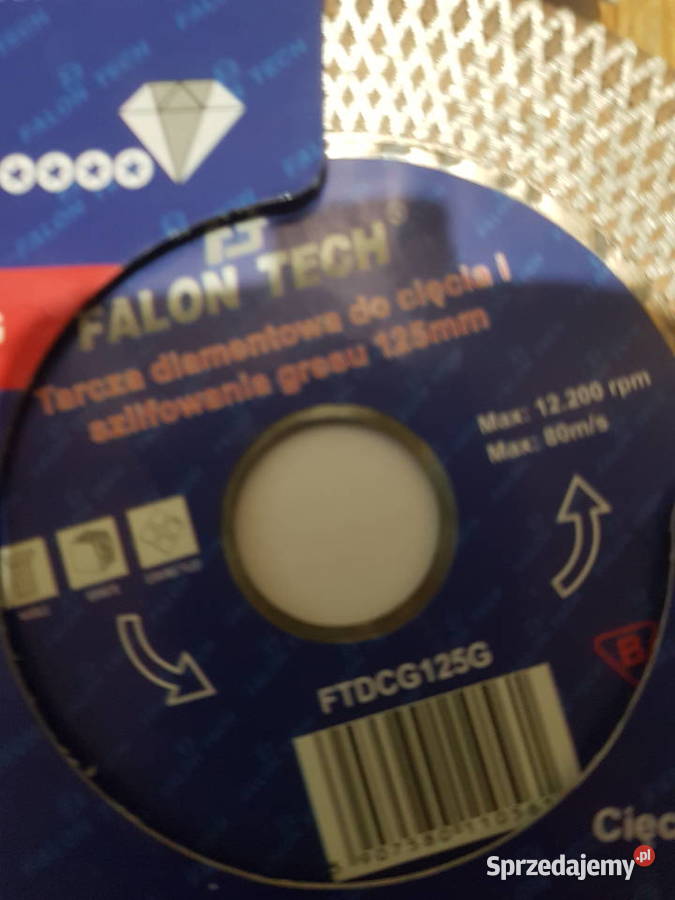 FALON TECH
FALON TECH®
Tarcza diamentowa do cięcia i
szlifowania gresu 125mm
Max: 12.200 rpm
Max: 80m/s
B
FTDCG125G
Cięc
Sprzedajemy.pl